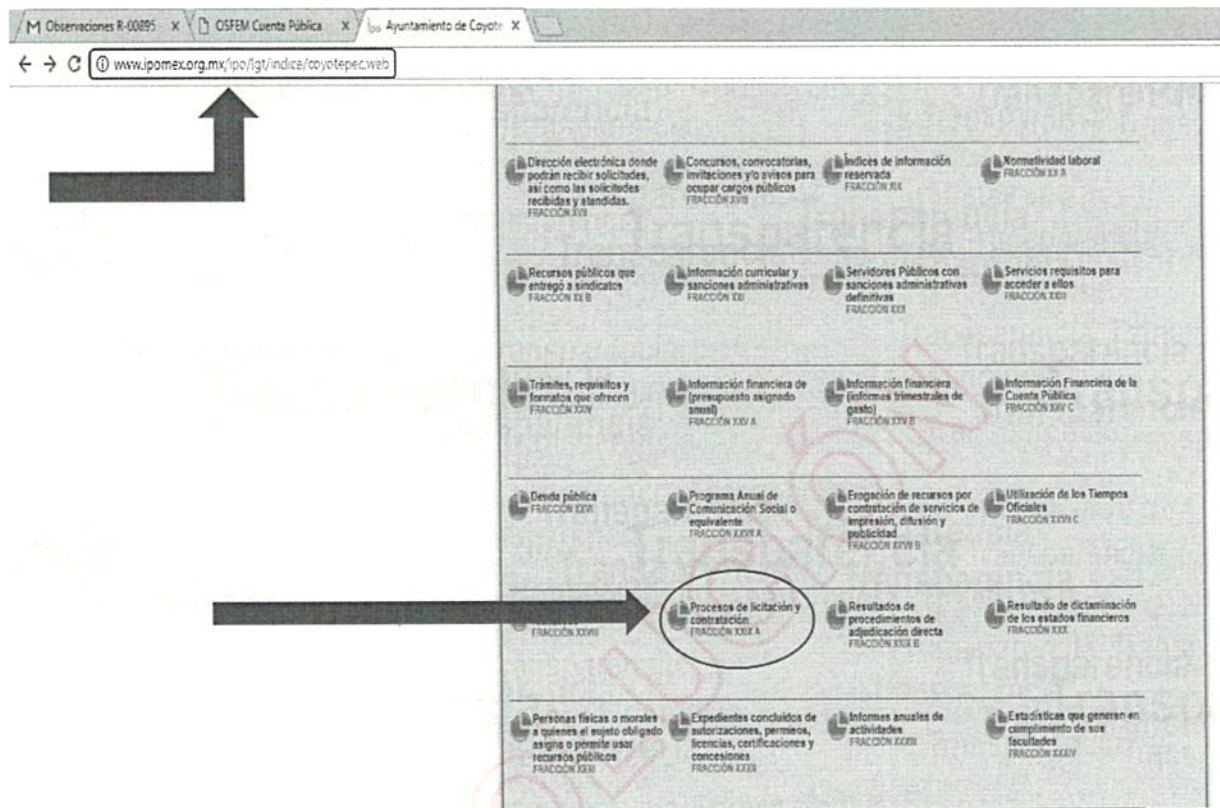 Observaciones R-00895
OSFEM Cuenta Pública
Ayuntamiento de Coyote
www.ipomex.org.mx/ipo/lgt/indice/coyotepec.web
Dirección electrónica donde
podrán recibir solicitudes,
así como las solicitudes
recibidas y atendidas.
FRACCIÓN XVII
Concursos, convocatorias,
invitaciones y/o avisos para
ocupar cargos públicos
FRACCIÓN XVIII
Índices de información
reservada
FRACCIÓN XIX
Normatividad laboral
FRACCIÓN XX A
Recursos públicos que
entregó a sindicatos
FRACCIÓN XX B
Información curricular y
sanciones administrativas
FRACCIÓN XXI
Servidores Públicos con
sanciones administrativas
definitivas
FRACCIÓN XXII
Servicios requisitos para
acceder a ellos
FRACCIÓN XXIII
Trámites, requisitos y
formatos que ofrecen
FRACCIÓN XXIV
Información financiera de
(presupuesto asignado
anual)
FRACCIÓN XXV A
Información financiera
(informes trimestrales de
gasto)
FRACCIÓN XXV B
Información Financiera de la
Cuenta Pública
FRACCIÓN XXV C
Deuda pública
FRACCIÓN XXVI
Programa Anual de
Comunicación Social o
equivalente
FRACCIÓN XXVII A
Erogación de recursos por
contratación de servicios de
impresión, difusión y
publicidad
FRACCIÓN XXVII B
Utilización de los Tiempos
Oficiales
FRACCIÓN XXVII C
FRACCIÓN XXVIII
Procesos de licitación y
contratación
FRACCIÓN XXIX A
Resultados de
procedimientos de
adjudicación directa
FRACCIÓN XXIX B
Resultado de dictaminación
de los estados financieros
FRACCIÓN XXX
Personas físicas o morales
a quienes el sujeto obligado
asigna o permite usar
recursos públicos
FRACCIÓN XXXI
Expedientes concluidos de
autorizaciones, permisos,
licencias, certificaciones y
concesiones
FRACCIÓN XXXII
Informes anuales de
actividades
FRACCIÓN XXXIII
Estadísticas que generen en
cumplimiento de sus
facultades
FRACCIÓN XXXIV